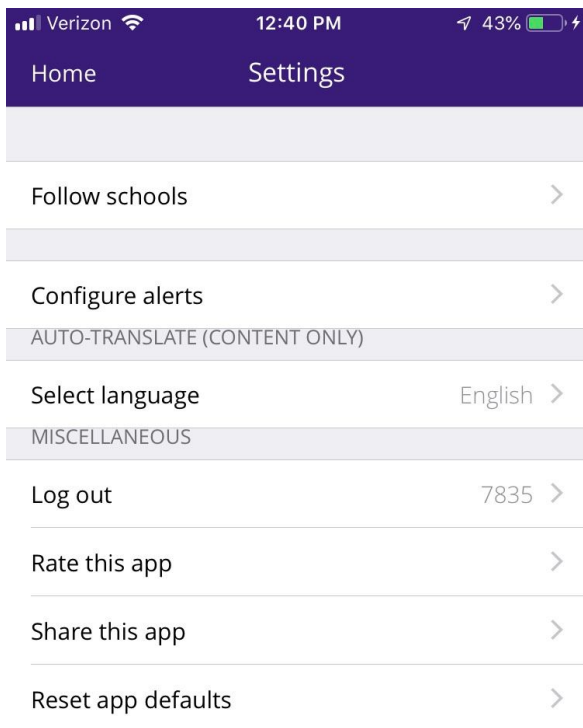 Verizon 12:40 PM 43%
Home Settings
Follow schools
Configure alerts
AUTO-TRANSLATE (CONTENT ONLY)
Select language English
MISCELLANEOUS
Log out 7835
Rate this app
Share this app
Reset app defaults